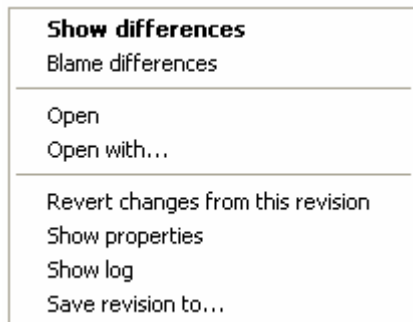 Show differences
Blame differences
Open
Open with...
Revert changes from this revision
Show properties
Show log
Save revision to...